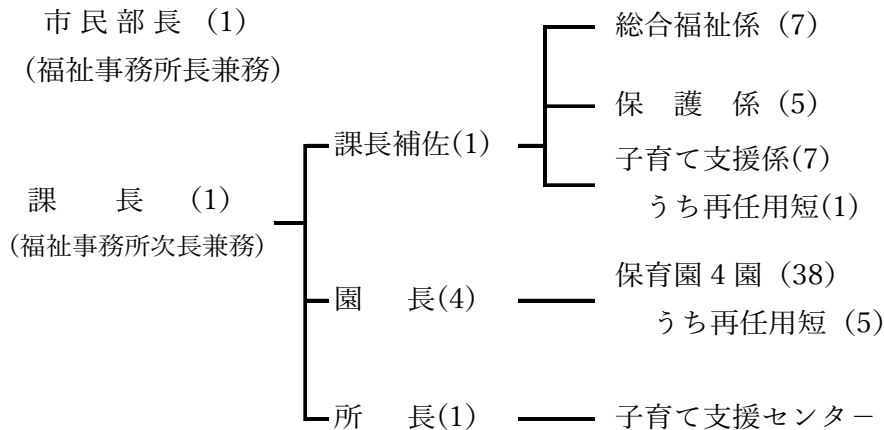 市民部長 (1)
(福祉事務所長兼務)
課長 (1)
(福祉事務所次長兼務)
課長補佐(1)
総合福祉係 (7)
保護係 (5)
子育て支援係(7)
うち再任用短(1)
園長(4)
保育園4園 (38)
うち再任用短 (5)
所長(1)
子育て支援センター